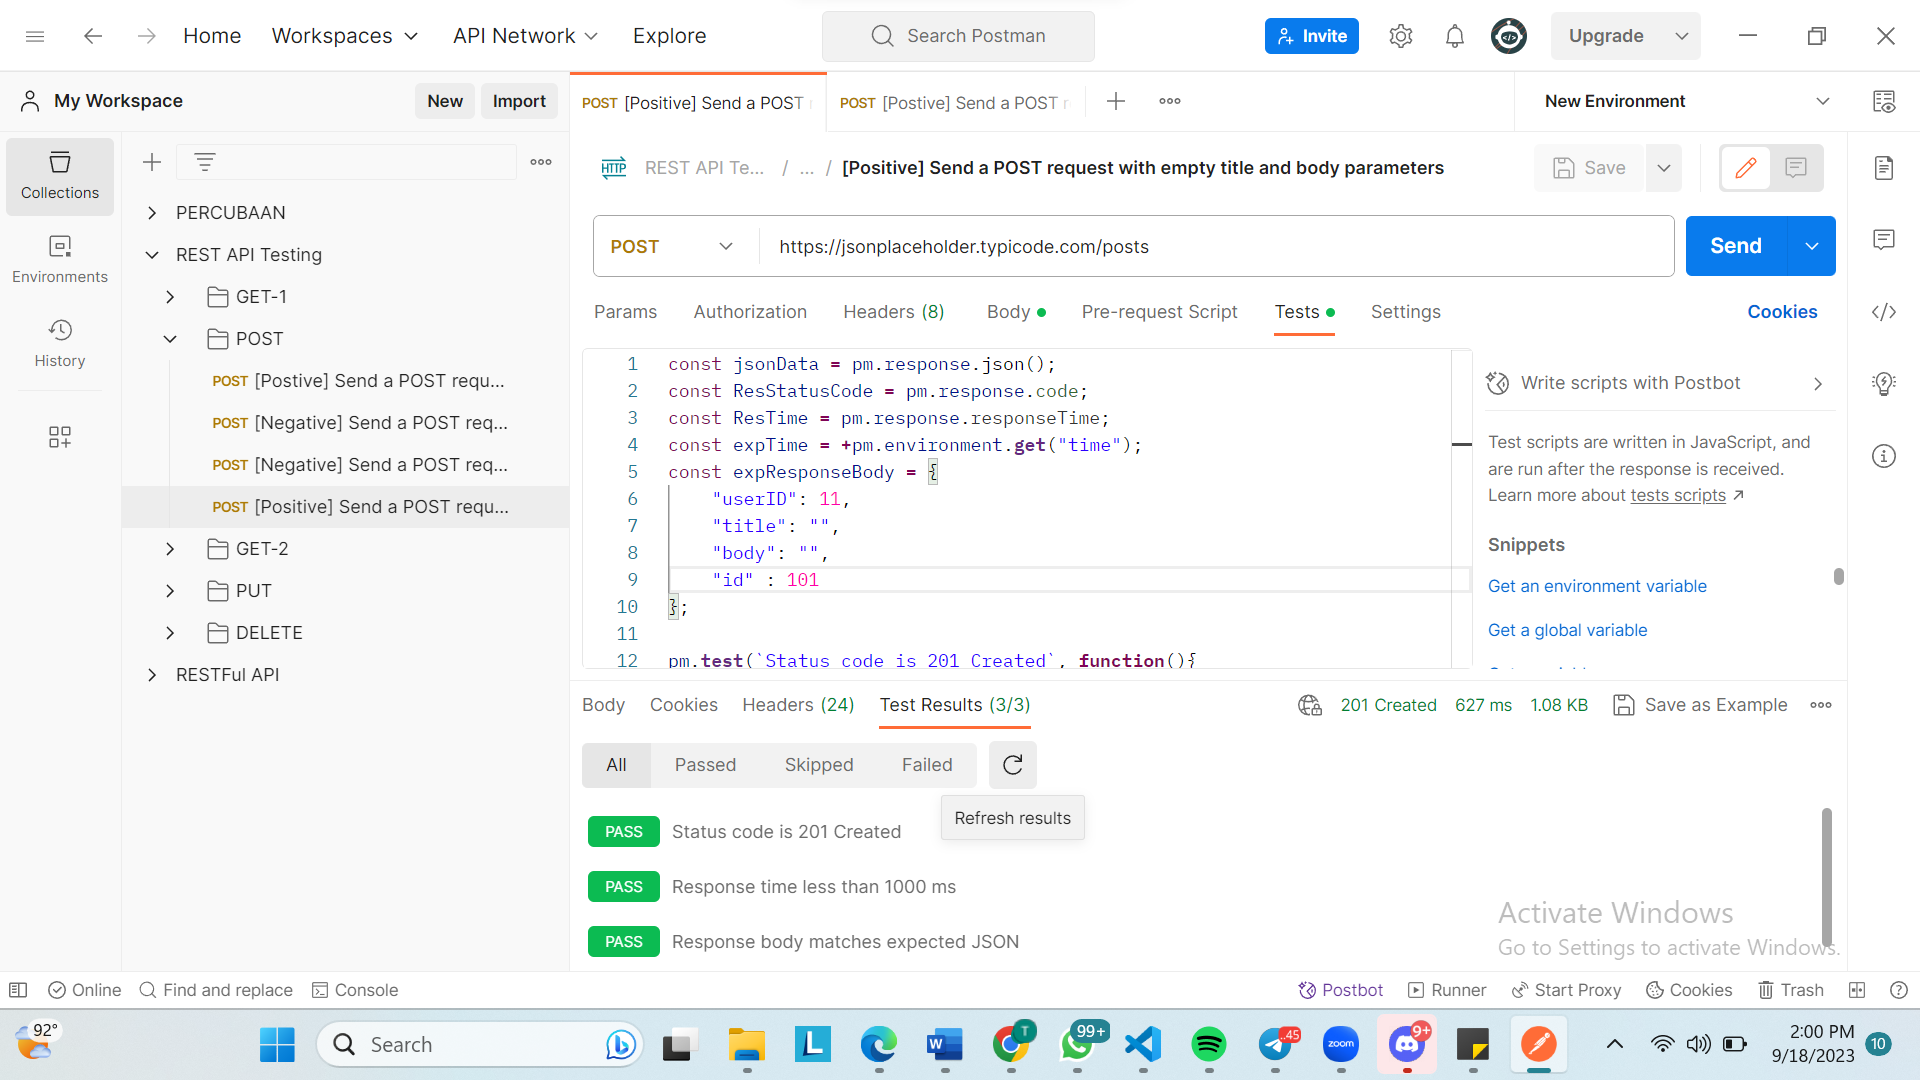 Home
Workspaces
API Network
Explore
Search Postman
Invite
Upgrade
My Workspace
New
Import
POST [Positive] Send a POST
POST [Postive] Send a POST r
New Environment
Collections
Environments
History
PERCUBAAN
REST API Testing
GET-1
POST
POST [Postive] Send a POST requ...
POST [Negative] Send a POST req...
POST [Negative] Send a POST req...
POST [Positive] Send a POST requ...
GET-2
PUT
DELETE
RESTFul API
HTTP REST API Te... / ... / [Positive] Send a POST request with empty title and body parameters
Save
POST
https://jsonplaceholder.typicode.com/posts
Send
Params
Authorization
Headers (8)
Body
Pre-request Script
Tests
Settings
Cookies
1 const jsonData = pm.response.json();
2 const ResStatusCode = pm.response.code;
3 const ResTime = pm.response.responseTime;
4 const expTime = +pm.environment.get("time");
5 const expResponseBody = {
6 "userID": 11,
7 "title": "",
8 "body": "",
9 "id" : 101
10 };
11
12 pm.test(`Status code is 201 Created`, function(){
Write scripts with Postbot
Test scripts are written in JavaScript, and
are run after the response is received.
Learn more about tests scripts ↗
Snippets
Get an environment variable
Get a global variable
Body
Cookies
Headers (24)
Test Results (3/3)
201 Created
627 ms
1.08 KB
Save as Example
All
Passed
Skipped
Failed
Refresh results
PASS Status code is 201 Created
PASS Response time less than 1000 ms
PASS Response body matches expected JSON
Activate Windows
Go to Settings to activate Windows.
Online
Find and replace
Console
Postbot
Runner
Start Proxy
Cookies
Trash
92°
Search
L
W
T
99+
.45
zoom
9+
2:00 PM
9/18/2023
10